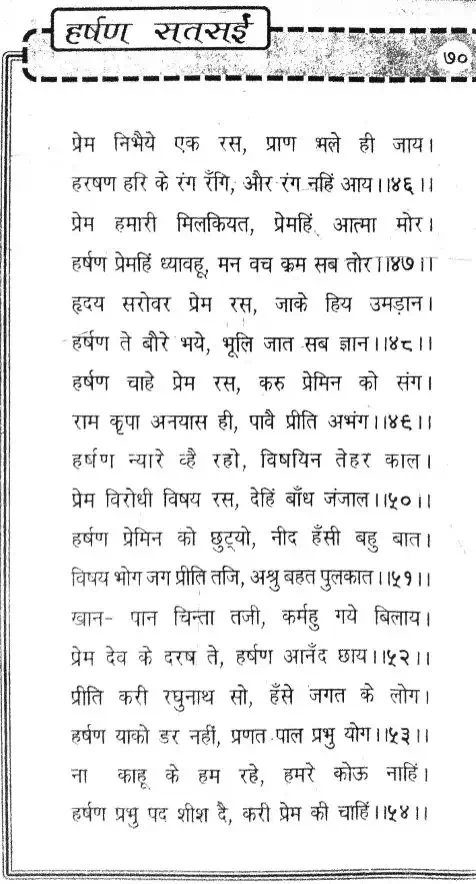 हर्षण सतसई
७०
प्रेम निभैये एक रस, प्राण भले ही जाय।
हरषण हरि के रंग रँगि, और रंग नहिं आय।।४६।।
प्रेम हमारी मिलकियत, प्रेमहिं आत्मा मोर।
हर्षण प्रेमहिं ध्यावहू, मन वच क्रम सब तोर।।४७।।
हृदय सरोवर प्रेम रस, जाके हिय उमड़ान।
हर्षण ते बौरे भये, भूलि जात सब ज्ञान।।४८।।
हर्षण चाहे प्रेम रस, करु प्रेमिन को संग।
राम कृपा अनयास ही, पावै प्रीति अभंग।।४६।।
हर्षण न्यारे व्है रहो, विषयिन तेहर काल।
प्रेम विरोधी विषय रस, देहिं बाँध जंजाल।।५०।।
हर्षण प्रेमिन को छुट्यो, नीद हँसी बहु बात।
विषय भोग जग प्रीति तजि, अश्रु बहत पुलकात।।५१।।
खान- पान चिन्ता तजी, कर्महु गये बिलाय।
प्रेम देव के दरष ते, हर्षण आनँद छाय।।५२।।
प्रीति करी रघुनाथ सो, हँसे जगत के लोग।
हर्षण याको डर नहीं, प्रणत पाल प्रभु योग।।५३।।
ना काहू के हम रहे, हमरे कोऊ नाहिं।
हर्षण प्रभु पद शीश दै, करी प्रेम की चाहिं।।५४।।